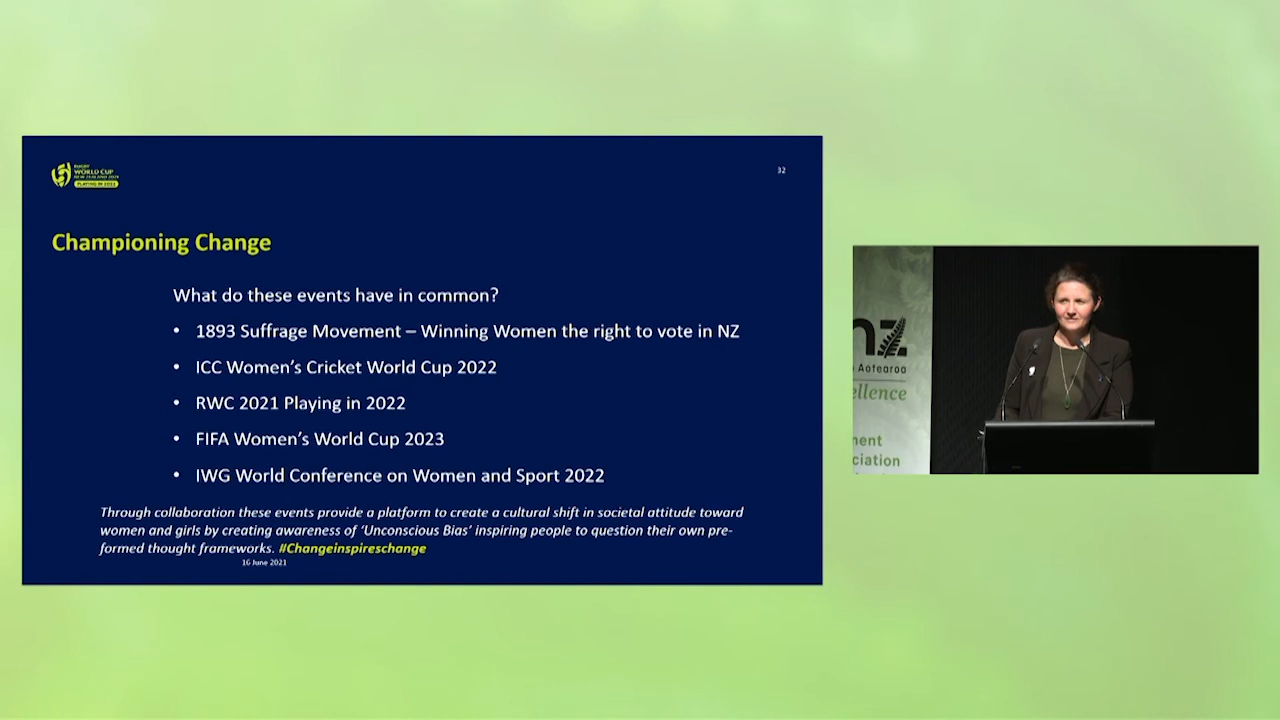 RUGBY
WORLD CUP
NEW ZEALAND 2021
PLAYING IN 2022
32
Championing Change
What do these events have in common?
• 1893 Suffrage Movement – Winning Women the right to vote in NZ
• ICC Women’s Cricket World Cup 2022
• RWC 2021 Playing in 2022
• FIFA Women’s World Cup 2023
• IWG World Conference on Women and Sport 2022
Through collaboration these events provide a platform to create a cultural shift in societal attitude toward
women and girls by creating awareness of ‘Unconscious Bias’ inspiring people to question their own pre-
formed thought frameworks. #Changeinspireschange
16 June 2021
nz
Aotearoa
ellence
ment
ciation